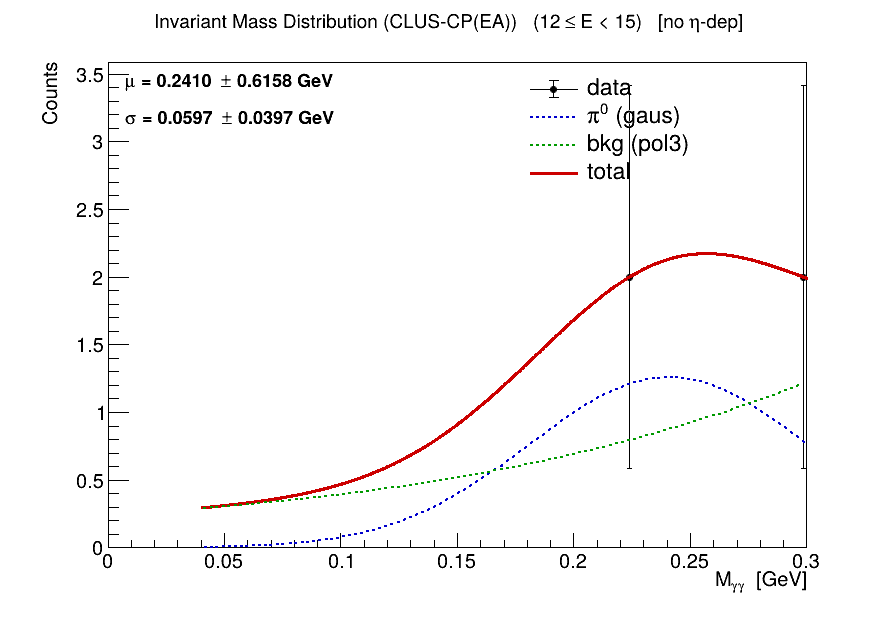 Invariant Mass Distribution (CLUS-CP(EA)) (12 ≤ E < 15) [no η-dep]
Counts
μ = 0.2410 ± 0.6158 GeV
σ = 0.0597 ± 0.0397 GeV
data
π⁰ (gaus)
bkg (pol3)
total
3.5
3
2.5
2
1.5
1
0.5
0
0 0.05 0.1 0.15 0.2 0.25 0.3
M_γγ [GeV]